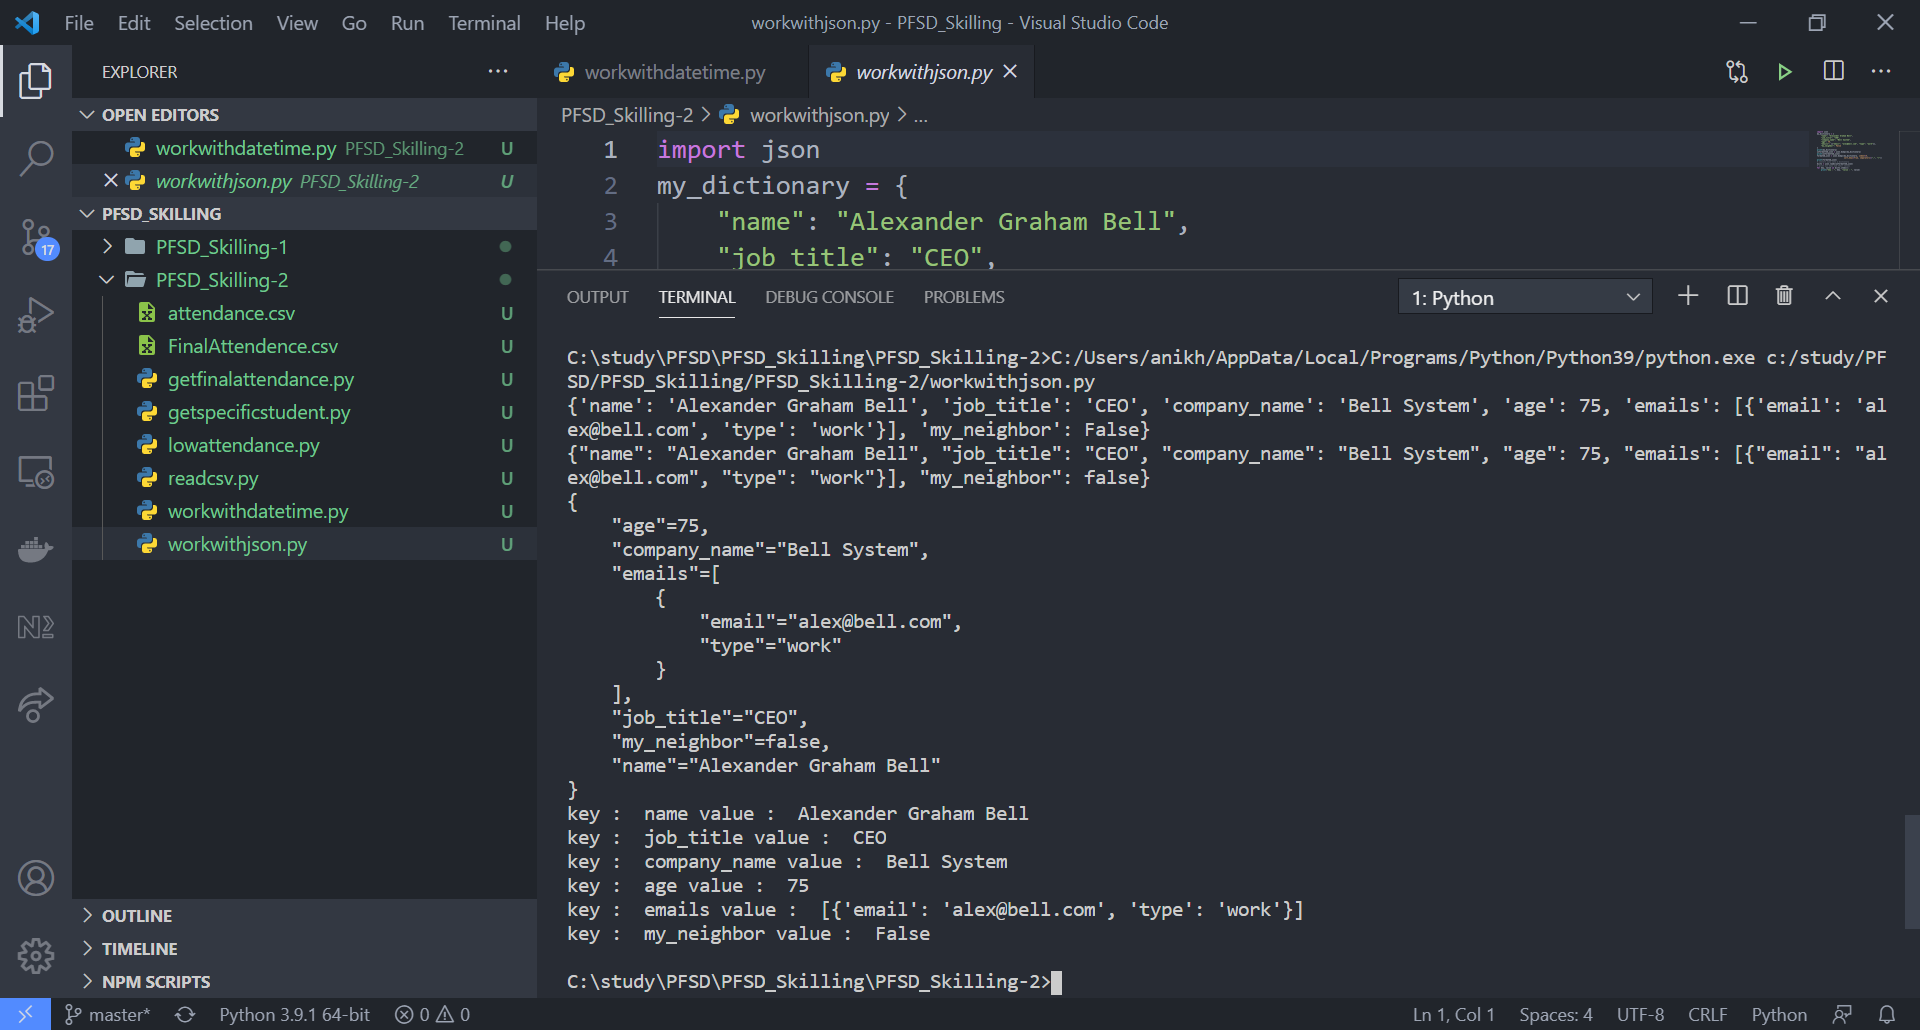 File Edit Selection View Go Run Terminal Help
workwithjson.py - PFSD_Skilling - Visual Studio Code
EXPLORER
OPEN EDITORS
workwithdatetime.py PFSD_Skilling-2 U
workwithjson.py PFSD_Skilling-2 U
PFSD_SKILLING
PFSD_Skilling-1
PFSD_Skilling-2
attendance.csv U
FinalAttendence.csv U
getfinalattendance.py U
getspecificstudent.py U
lowattendance.py U
readcsv.py U
workwithdatetime.py U
workwithjson.py U
OUTLINE
TIMELINE
NPM SCRIPTS
17
workwithdatetime.py workwithjson.py
PFSD_Skilling-2 > workwithjson.py > ...
1 import json
2 my_dictionary = {
3 "name": "Alexander Graham Bell",
4 "job_title": "CEO",
OUTPUT TERMINAL DEBUG CONSOLE PROBLEMS
1: Python
C:\study\PFSD\PFSD_Skilling\PFSD_Skilling-2>C:/Users/anikh/AppData/Local/Programs/Python/Python39/python.exe c:/study/PF
SD/PFSD_Skilling/PFSD_Skilling-2/workwithjson.py
{'name': 'Alexander Graham Bell', 'job_title': 'CEO', 'company_name': 'Bell System', 'age': 75, 'emails': [{'email': 'al
ex@bell.com', 'type': 'work'}], 'my_neighbor': False}
{"name": "Alexander Graham Bell", "job_title": "CEO", "company_name": "Bell System", "age": 75, "emails": [{"email": "al
ex@bell.com", "type": "work"}], "my_neighbor": false}
{
"age"=75,
"company_name"="Bell System",
"emails"=[
{
"email"="alex@bell.com",
"type"="work"
}
],
"job_title"="CEO",
"my_neighbor"=false,
"name"="Alexander Graham Bell"
}
key : name value : Alexander Graham Bell
key : job_title value : CEO
key : company_name value : Bell System
key : age value : 75
key : emails value : [{'email': 'alex@bell.com', 'type': 'work'}]
key : my_neighbor value : False
C:\study\PFSD\PFSD_Skilling\PFSD_Skilling-2>
master* Python 3.9.1 64-bit 0 0 Ln 1, Col 1 Spaces: 4 UTF-8 CRLF Python